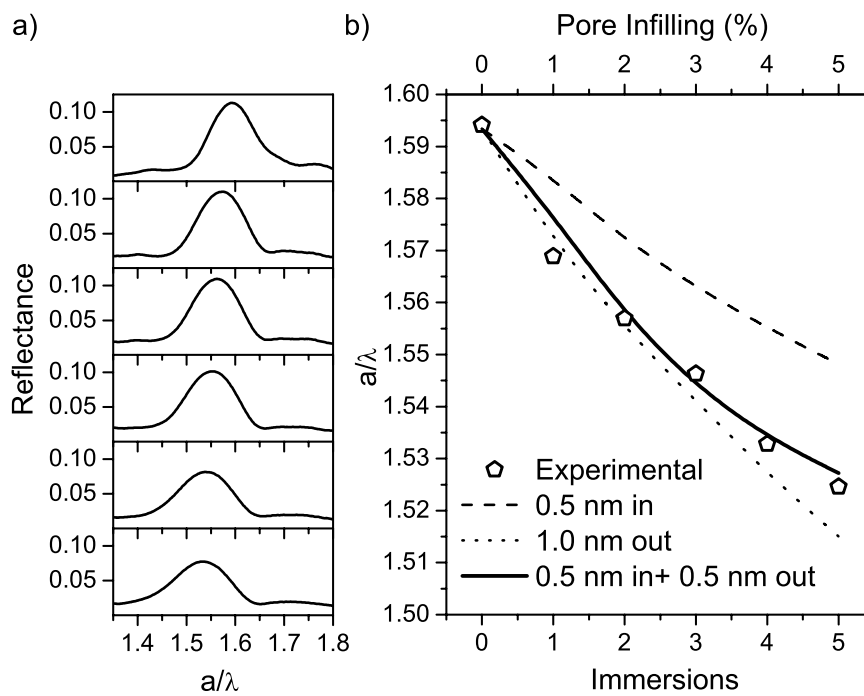 a)
b)
Pore Infilling (%)
0 1 2 3 4 5
0.10
0.05
0.10
0.05
0.10
0.05
0.10
0.05
0.10
0.05
0.10
0.05
Reflectance
1.4 1.5 1.6 1.7 1.8
a/λ
1.60
1.59
1.58
1.57
1.56
1.55
1.54
1.53
1.52
1.51
1.50
a/λ
Experimental
0.5 nm in
1.0 nm out
0.5 nm in+ 0.5 nm out
0 1 2 3 4 5
Immersions